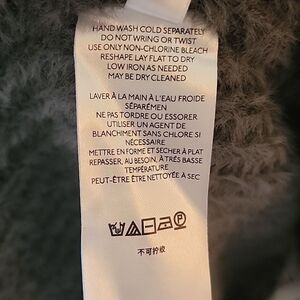 HAND WASH COLD SEPARATELY
DO NOT WRING OR TWIST
USE ONLY NON-CHLORINE BLEACH
RESHAPE LAY FLAT TO DRY
LOW IRON AS NEEDED
MAY BE DRY CLEANED
LAVER À LA MAIN À L'EAU FROIDE
SÉPARÉMEN
NE PAS TORDRE OU ESSORER
UTILISER UN AGENT DE
BLANCHIMENT SANS CHLORE SI
NÉCESSAIRE
METTRE EN FORME ET SECHER À PLAT
REPASSER, AU BESOIN, À TRÈS BASSE
TEMPÉRATURE
PEUT-ÊTRE ÊTRE NETTOYÉE À SEC
P
不可拧绞